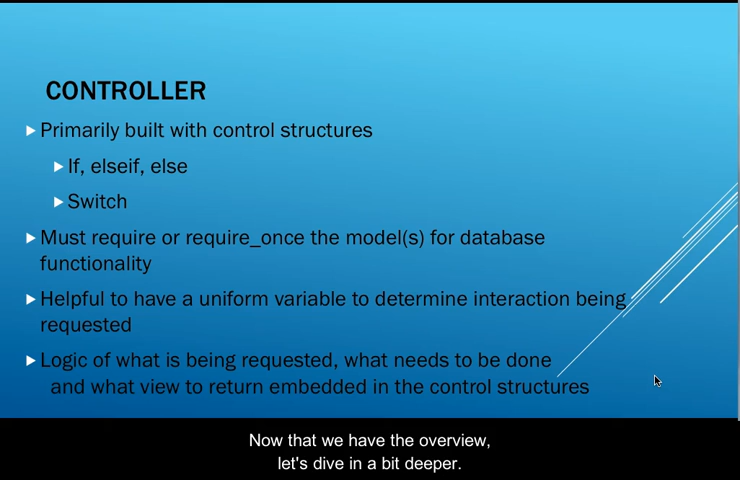 CONTROLLER
Primarily built with control structures
If, elseif, else
Switch
Must require or require_once the model(s) for database
functionality
Helpful to have a uniform variable to determine interaction being
requested
Logic of what is being requested, what needs to be done
and what view to return embedded in the control structures
Now that we have the overview,
let's dive in a bit deeper.